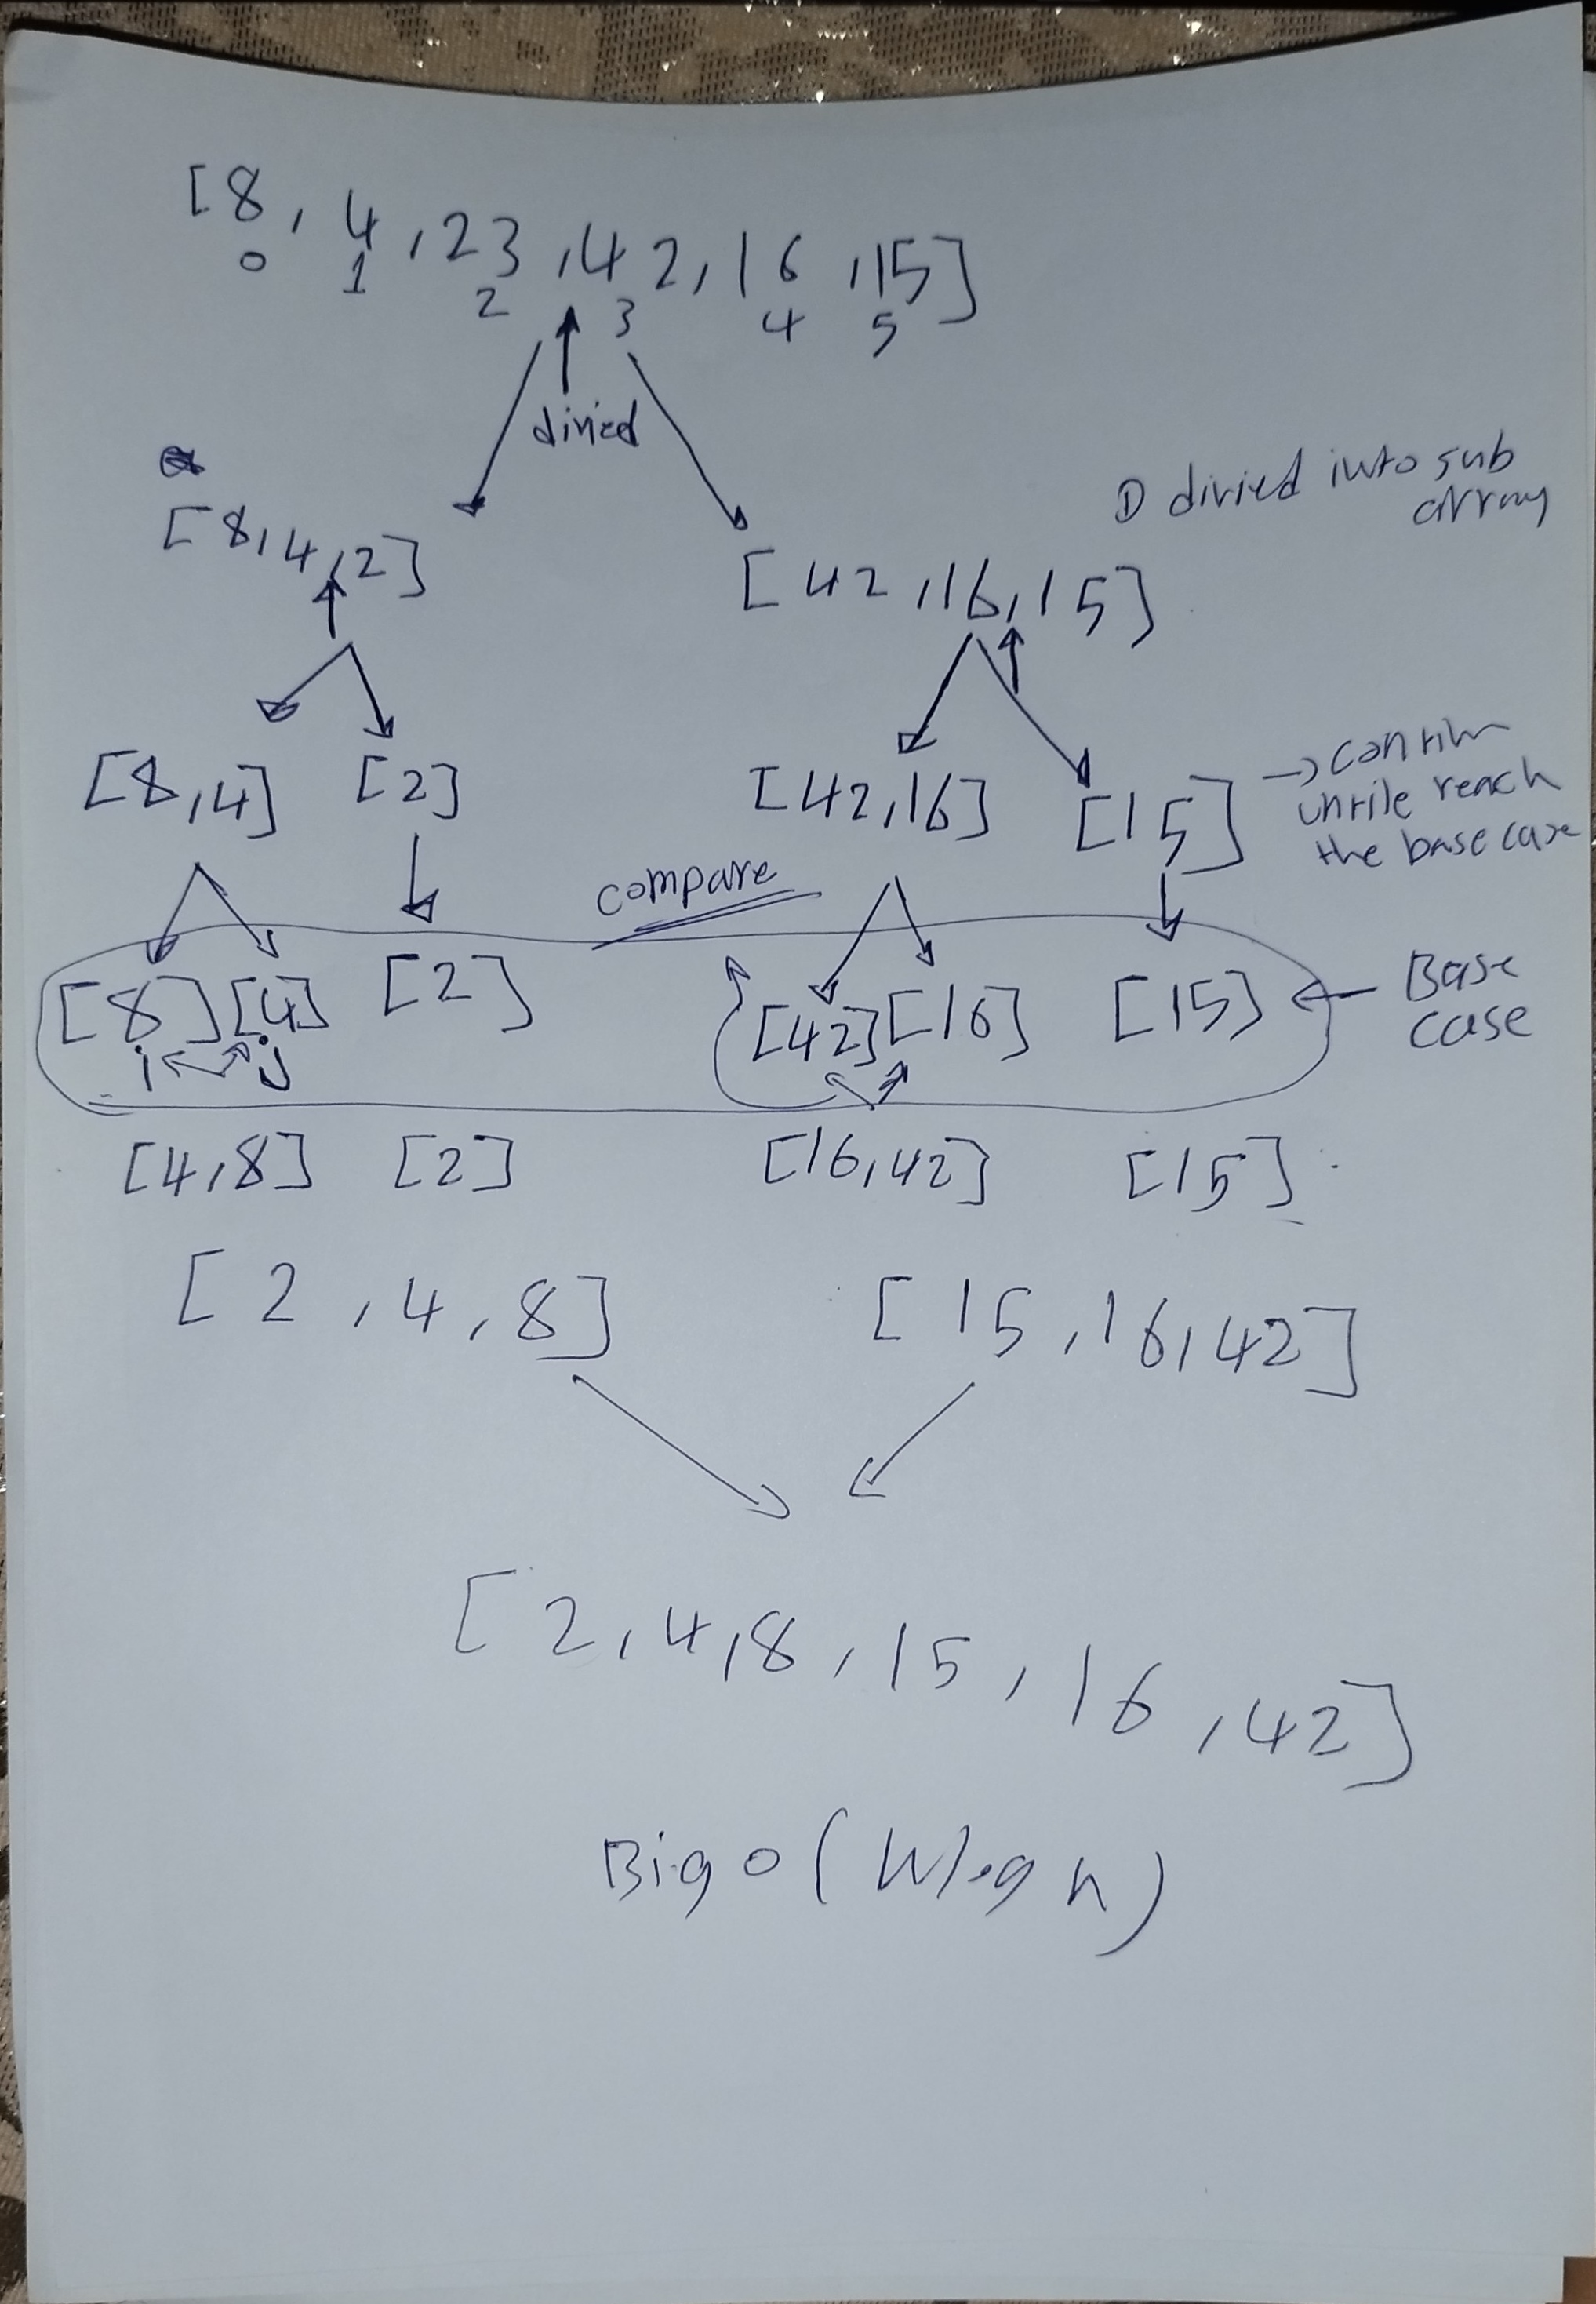 [8, 4, 23, 42, 16, 15]
0 1 2 3 4 5
divied
① divied into sub
array
[8, 4, 2]
[42, 16, 15]
[8, 4] [2] [42, 16] [15]
→
untile reach
the base case
compare
[8] [4] [2] [42] [16] [15] ← Base
case
i j
[4, 8] [2] [16, 42] [15]
[2, 4, 8] [15, 16, 42]
[2, 4, 8, 15, 16, 42]
Big o (N log n)